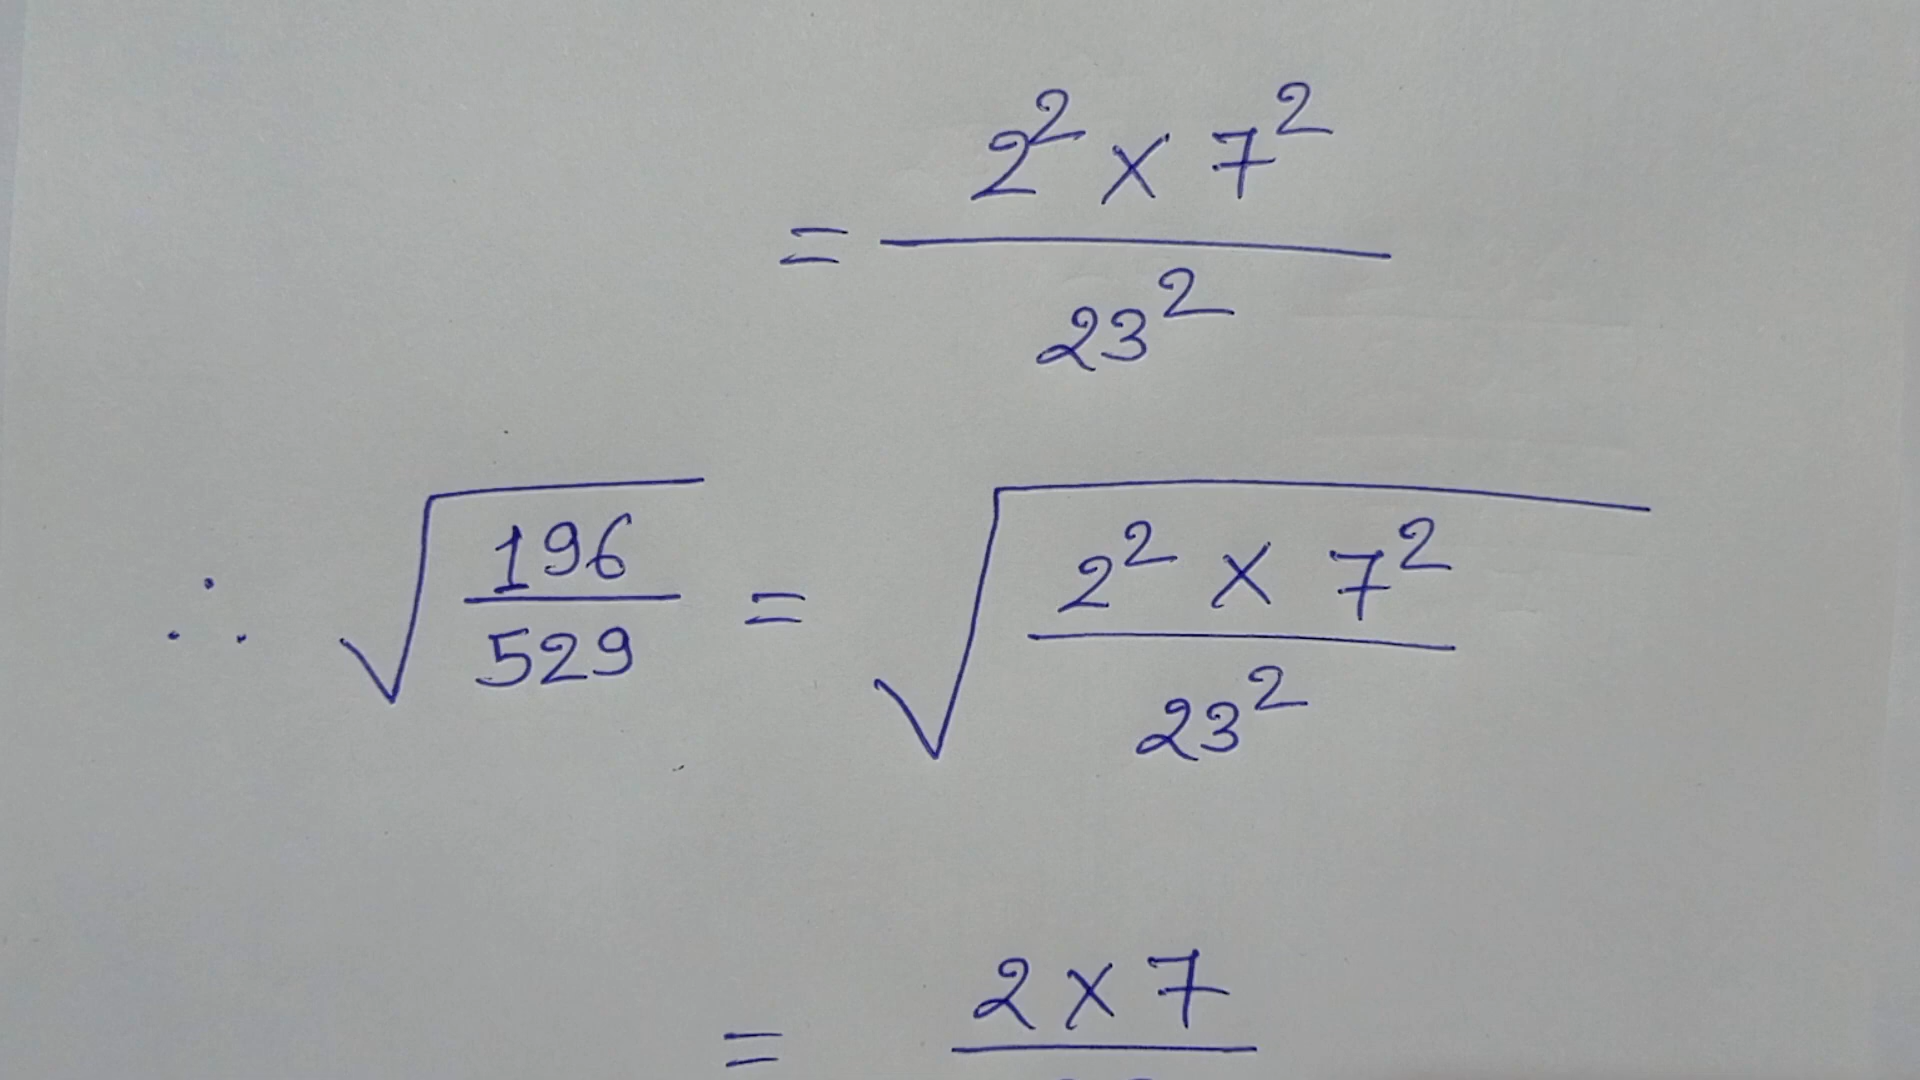 = 2² × 7² / 23²
∴ √(196 / 529) = √(2² × 7² / 23²)
= 2 × 7